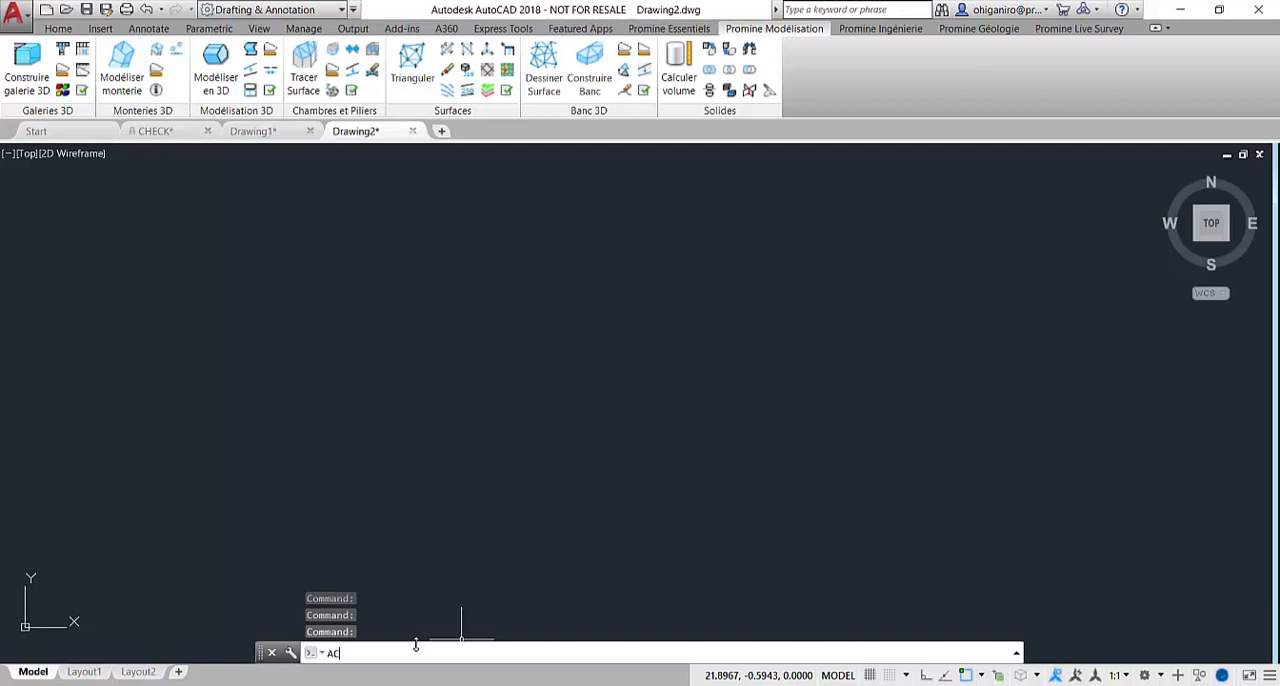 Drafting & Annotation
Autodesk AutoCAD 2018 - NOT FOR RESALE Drawing2.dwg
Type a keyword or phrase
ohiganiro@pr...
Home Insert Annotate Parametric View Manage Output Add-ins A360 Express Tools Featured Apps Promine Essentiels Promine Modélisation Promine Ingénierie Promine Géologie Promine Live Survey
Construire
galerie 3D
Modéliser
monterie
Modéliser
en 3D
Tracer
Surface
Trianguler
Dessiner
Surface
Construire
Banc
Calculer
volume
Galeries 3D Monteries 3D Modélisation 3D Chambres et Piliers Surfaces Banc 3D Solides
Start CHECK* Drawing1* Drawing2*
[−][Top][2D Wireframe]
N
W TOP E
S
WCS
Y
X
Command:
Command:
Command:
AC
Model Layout1 Layout2
21.8967, -0.5943, 0.0000 MODEL 1:1